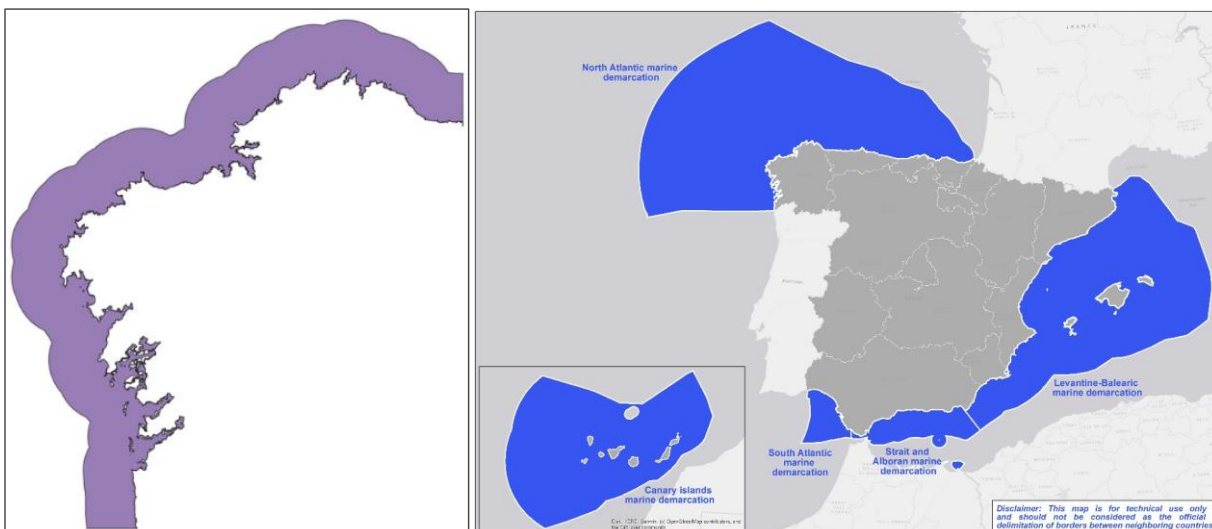 FRANCE
North Atlantic marine
demarcation
Levantine-Balearic
marine demarcation
South Atlantic
marine
demarcation
Strait and
Alboran marine
demarcation
Canary islands
marine demarcation
Disclaimer: This map is for technical use only
and should not be considered as the official
delimitation of borders between neighboring countries